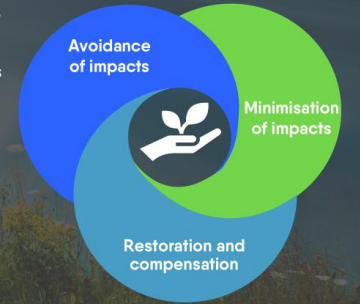 Avoidance
of impacts
Minimisation
of impacts
Restoration and
compensation